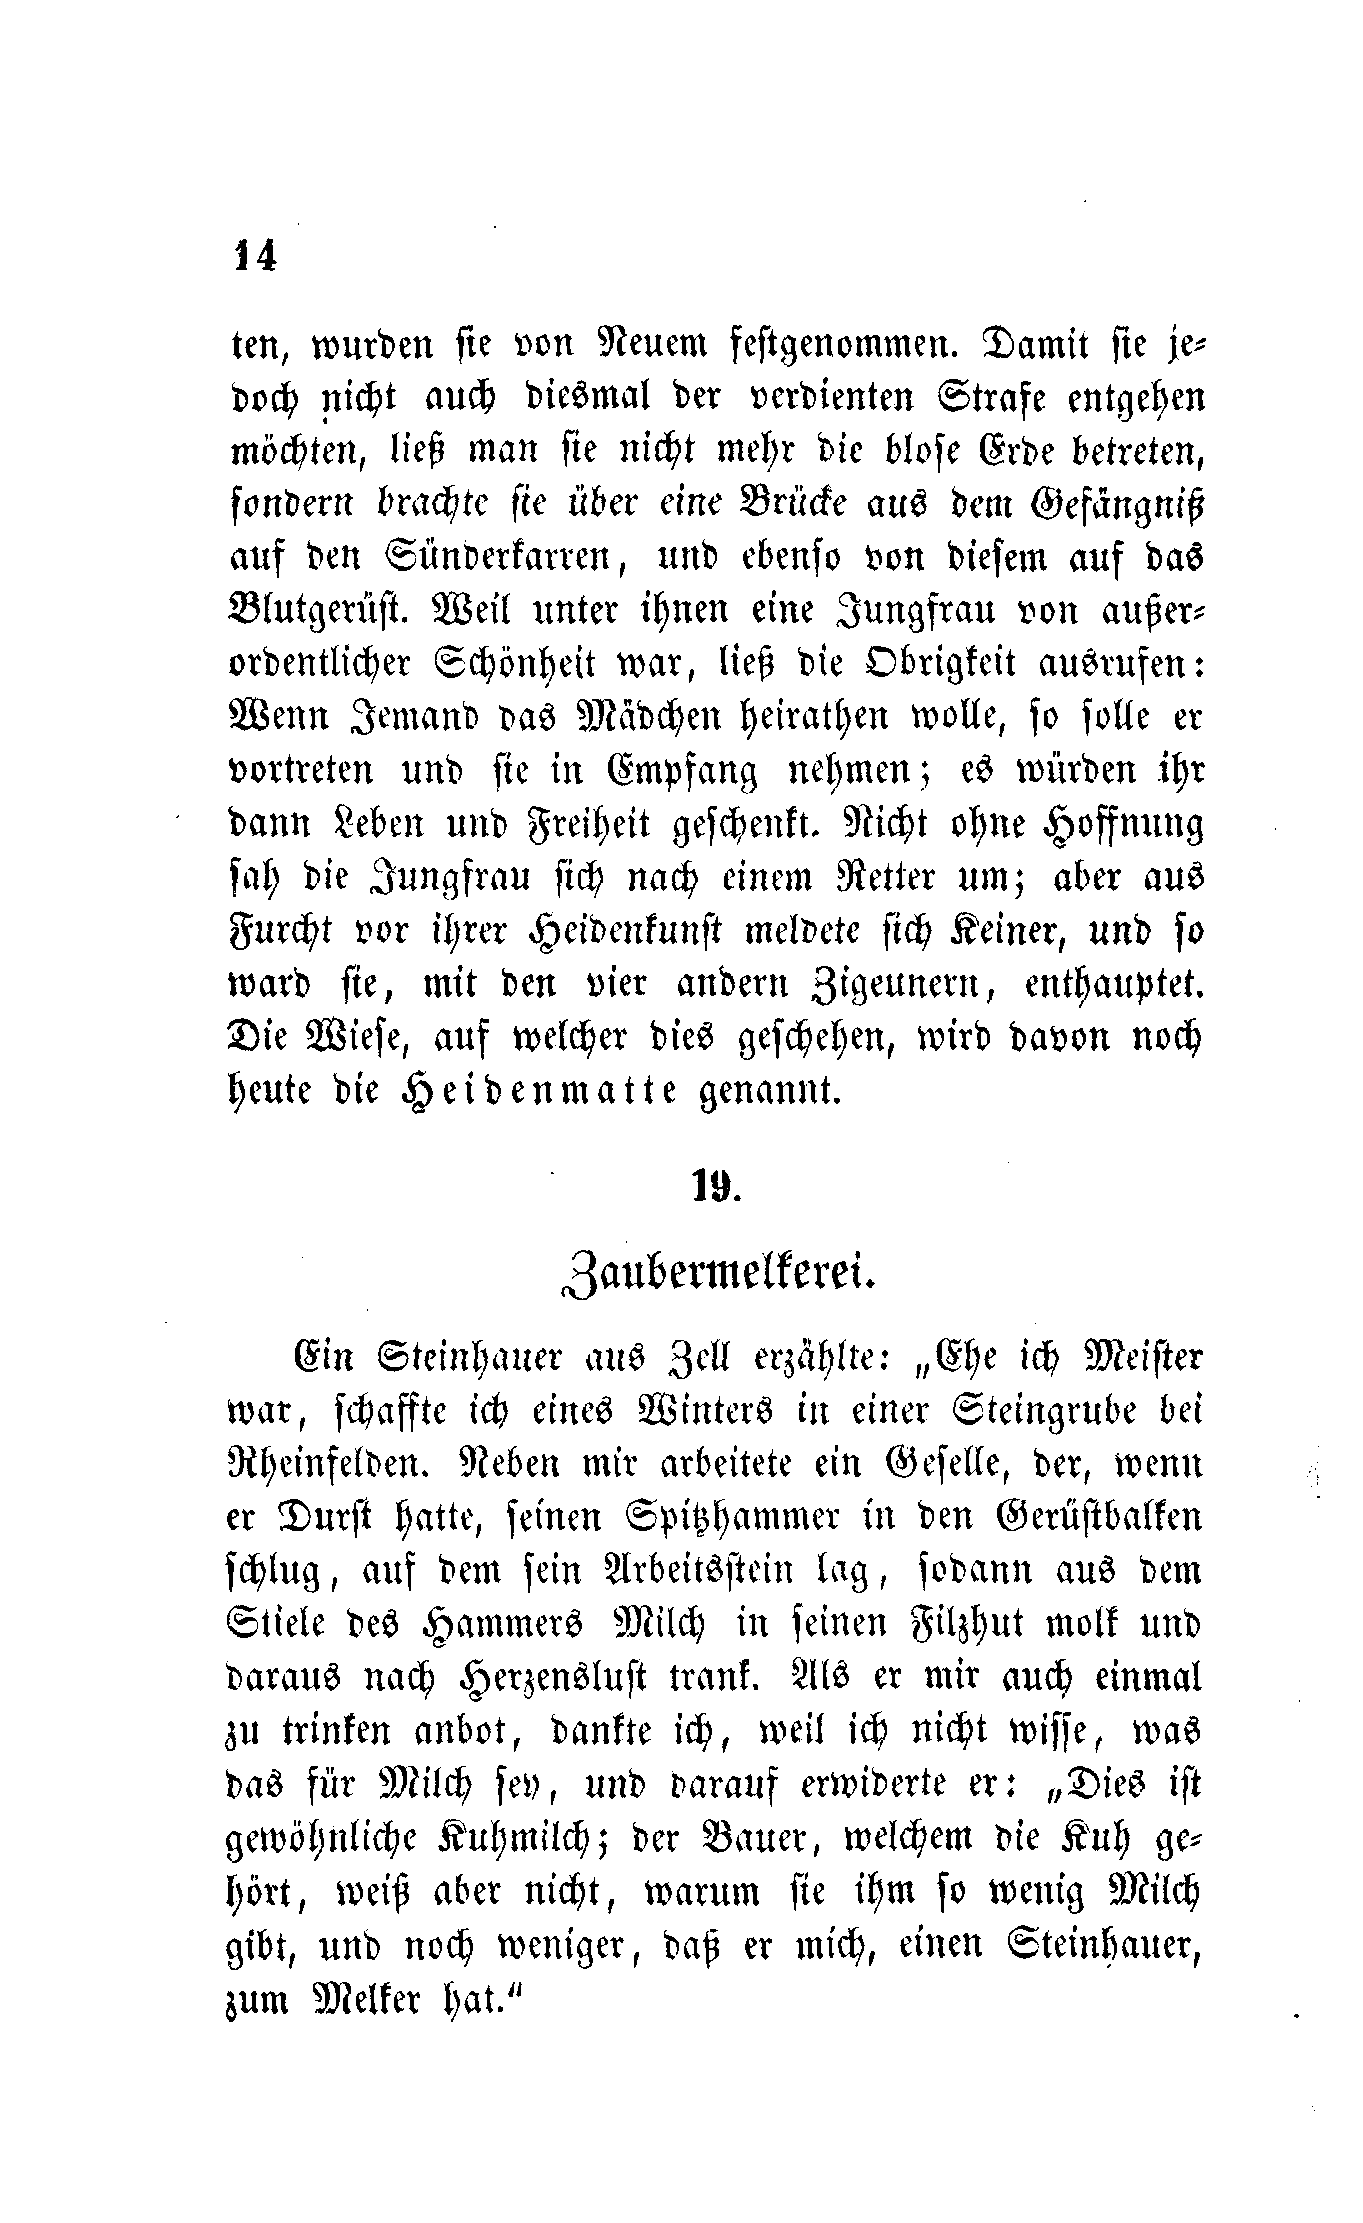 14
ten, wurden sie von Neuem festgenommen. Damit sie je⸗
doch nicht auch diesmal der verdienten Strafe entgehen
möchten, ließ man sie nicht mehr die blose Erde betreten,
sondern brachte sie über eine Brücke aus dem Gefängniß
auf den Sünderkarren, und ebenso von diesem auf das
Blutgerüst. Weil unter ihnen eine Jungfrau von außer⸗
ordentlicher Schönheit war, ließ die Obrigkeit ausrufen:
Wenn Jemand das Mädchen heirathen wolle, so solle er
vortreten und sie in Empfang nehmen; es würden ihr
dann Leben und Freiheit geschenkt. Nicht ohne Hoffnung
sah die Jungfrau sich nach einem Retter um; aber aus
Furcht vor ihrer Heidenkunst meldete sich Keiner, und so
ward sie, mit den vier andern Zigeunern, enthauptet.
Die Wiese, auf welcher dies geschehen, wird davon noch
heute die Heidenmatte genannt.
19.
Zaubermelkerei.
Ein Steinhauer aus Zell erzählte: „Ehe ich Meister
war, schaffte ich eines Winters in einer Steingrube bei
Rheinfelden. Neben mir arbeitete ein Geselle, der, wenn
er Durst hatte, seinen Spitzhammer in den Gerüstbalken
schlug, auf dem sein Arbeitsstein lag, sodann aus dem
Stiele des Hammers Milch in seinen Filzhut molk und
daraus nach Herzenslust trank. Als er mir auch einmal
zu trinken anbot, dankte ich, weil ich nicht wisse, was
das für Milch sey, und darauf erwiderte er: „Dies ist
gewöhnliche Kuhmilch; der Bauer, welchem die Kuh ge⸗
hört, weiß aber nicht, warum sie ihm so wenig Milch
gibt, und noch weniger, daß er mich, einen Steinhauer,
zum Melker hat.“